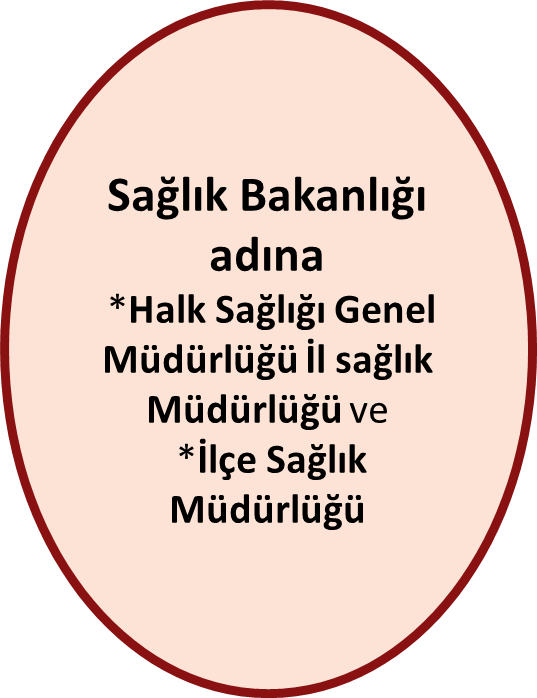 Sağlık Bakanlığı
adına
*Halk Sağlığı Genel
Müdürlüğü İl sağlık
Müdürlüğü ve
*İlçe Sağlık
Müdürlüğü